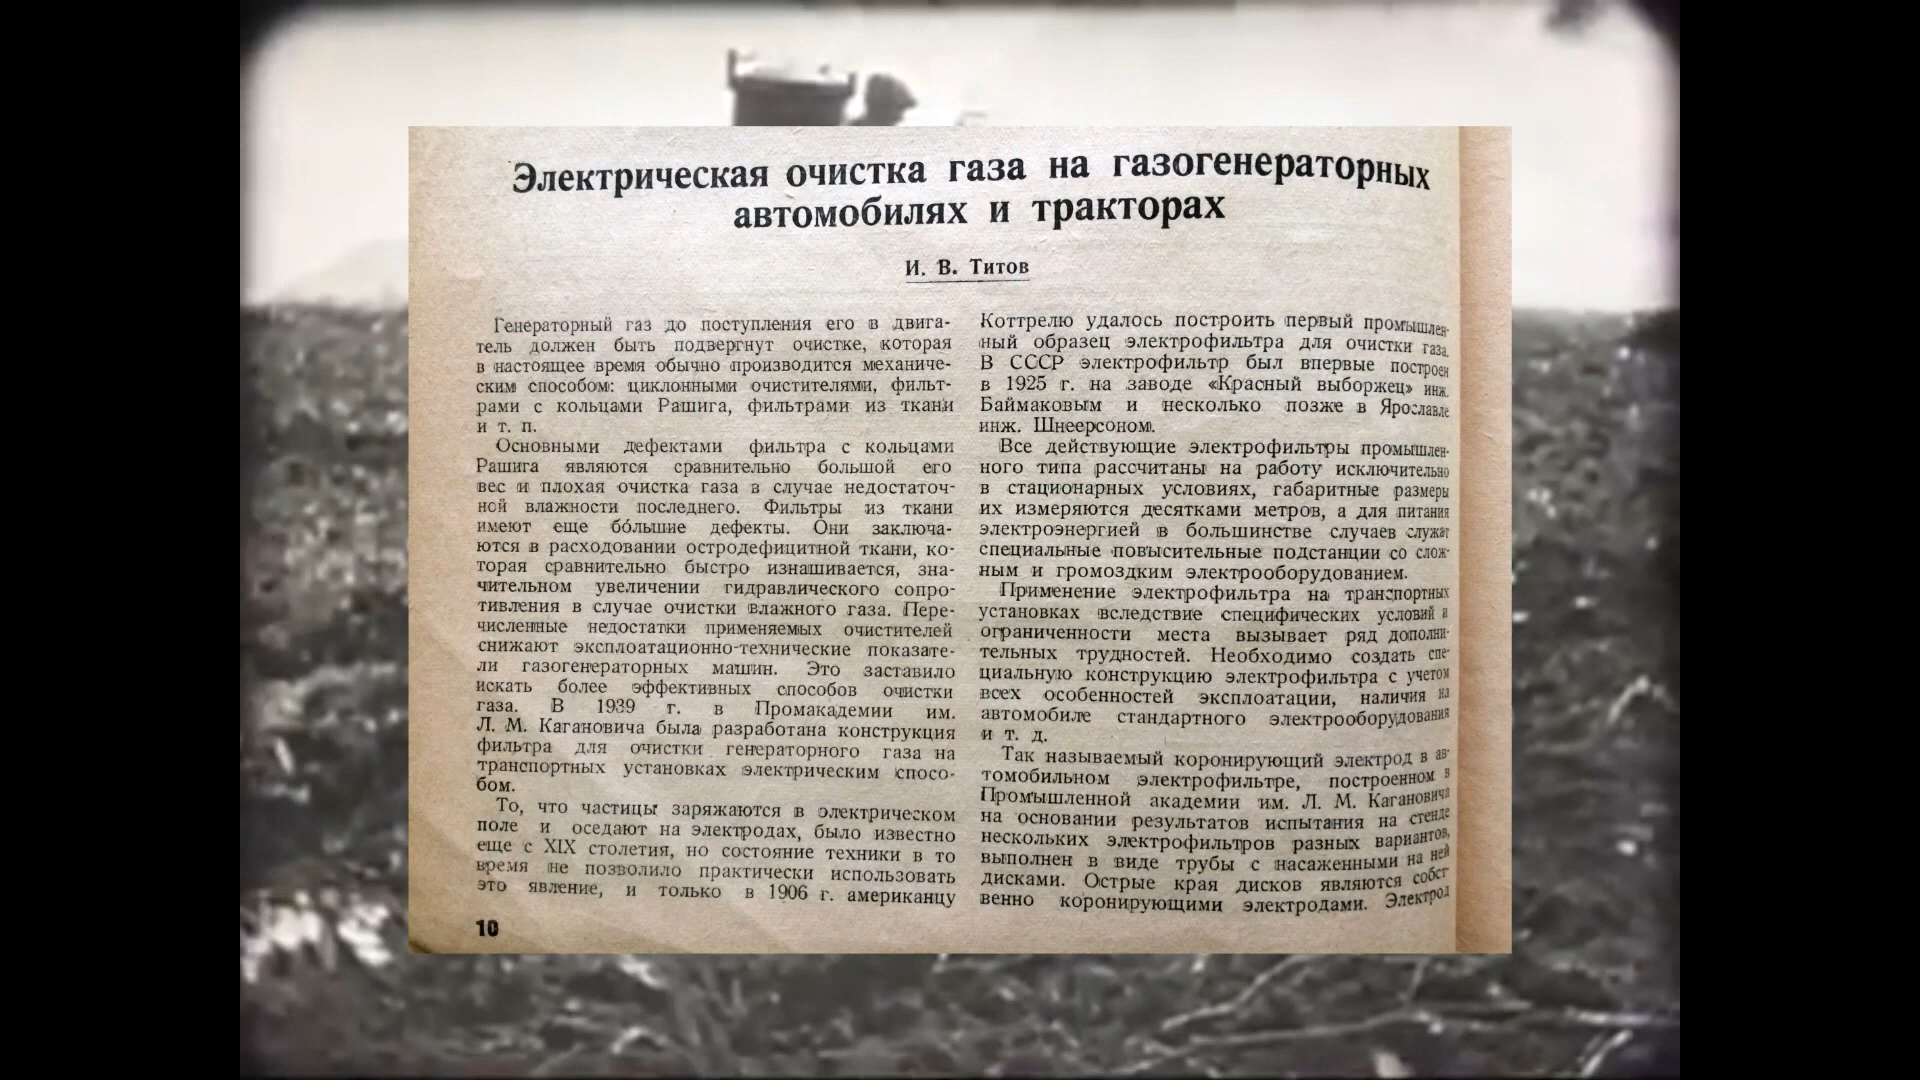 Электрическая очистка газа на газогенераторных
автомобилях и тракторах
И. В. Титов
Генераторный газ до поступления его в двига-
тель должен быть подвергнут очистке, которая
в настоящее время обычно производится механиче-
ским способом: циклонными очистителями, фильт-
рами с кольцами Рашига, фильтрами из ткани
и т. п.
Основными дефектами фильтра с кольцами
Рашига являются сравнительно большой его
вес и плохая очистка газа в случае недостаточ-
ной влажности последнего. Фильтры из ткани
имеют еще бо́льшие дефекты. Они заключа-
ются в расходовании остродефицитной ткани, ко-
торая сравнительно быстро изнашивается, зна-
чительном увеличении гидравлического сопро-
тивления в случае очистки влажного газа. Пере-
численные недостатки применяемых очистителей
снижают эксплоатационно-технические показате-
ли газогенераторных машин. Это заставило
искать более эффективных способов очистки
газа. В 1939 г. в Промакадемии им.
Л. М. Кагановича была разработана конструкция
фильтра для очистки генераторного газа на
транспортных установках электрическим спосо-
бом.
То, что частицы заряжаются в электрическом
поле и оседают на электродах, было известно
еще с XIX столетия, но состояние техники в то
время не позволило практически использовать
это явление, и только в 1906 г. американцу
10
Коттрелю удалось построить первый промышлен-
ный образец электрофильтра для очистки газа.
В СССР электрофильтр был впервые построен
в 1925 г. на заводе «Красный выборжец» инж.
Баймаковым и несколько позже в Ярославле
инж. Шнеерсоном.
Все действующие электрофильтры промышлен-
ного типа рассчитаны на работу исключительно
в стационарных условиях, габаритные размеры
их измеряются десятками метров, а для питания
электроэнергией в большинстве случаев служат
специальные повысительные подстанции со слож-
ным и громоздким электрооборудованием.
Применение электрофильтра на транспортных
установках вследствие специфических условий и
ограниченности места вызывает ряд дополни-
тельных трудностей. Необходимо создать спе-
циальную конструкцию электрофильтра с учетом
всех особенностей эксплоатации, наличия на
автомобиле стандартного электрооборудования
и т. д.
Так называемый коронирующий электрод в ав-
томобильном электрофильтре, построенном в
Промышленной академии им. Л. М. Кагановича
на основании результатов испытания на стенде
нескольких электрофильтров разных вариантов,
выполнен в виде трубы с насаженными на ней
дисками. Острые края дисков являются собст
венно коронирующими электродами. Электрод